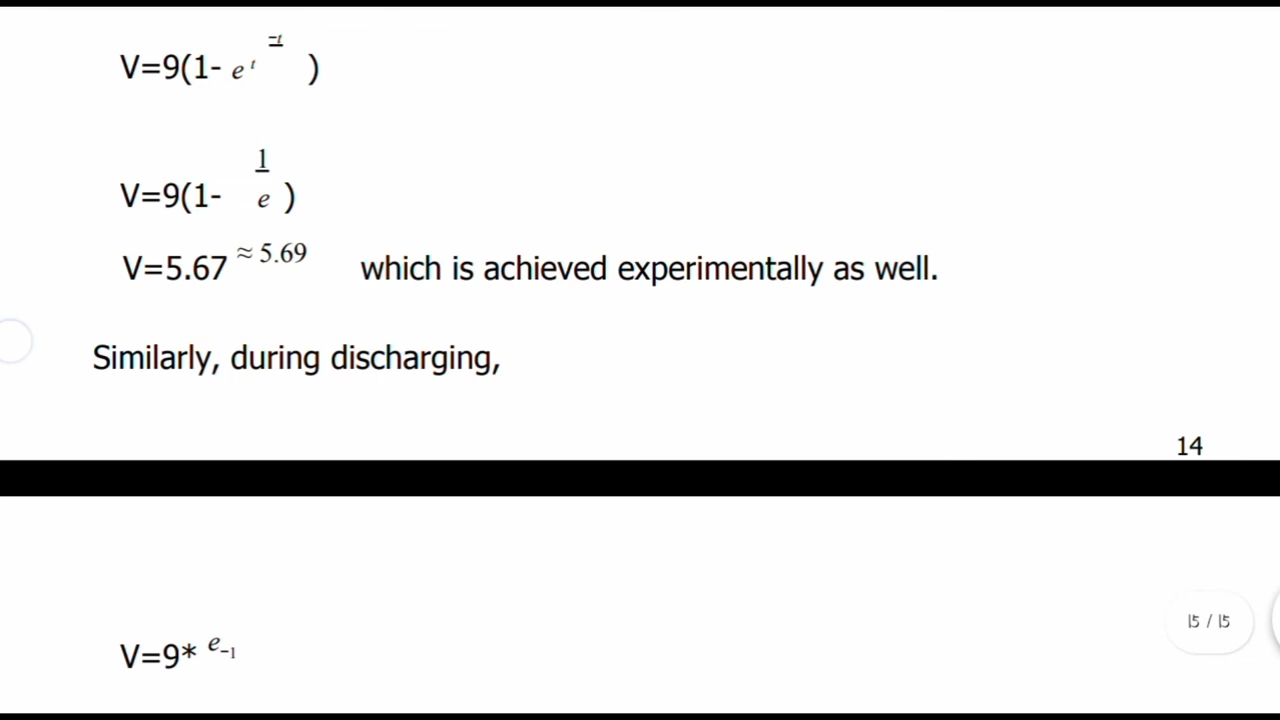 V=9(1- e^(-t/t) )
V=9(1- 1/e )
V=5.67 ≈ 5.69 which is achieved experimentally as well.
Similarly, during discharging,
14
15 / 15
V=9* e−1